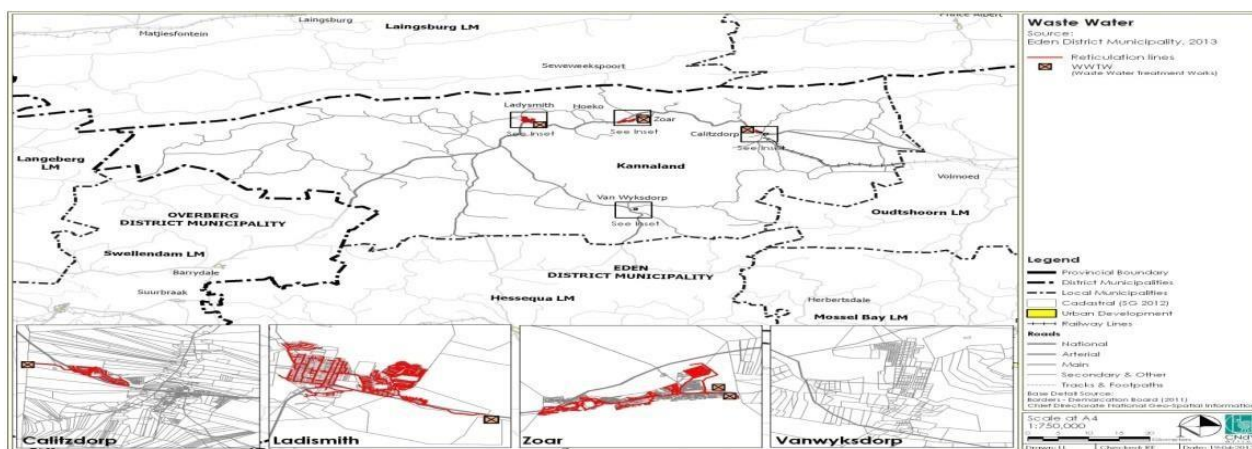 Laingsburg LM
Laingsburg
Matjiesfontein
Prince Albert
Seweweekspoort
Ladysmith
Hoeko
Zoar
See Inset
See Inset
Calitzdorp
See Inset
Langeberg
LM
Kannaland
Volmoed
Van Wyksdorp
See Inset
OVERBERG
DISTRICT MUNICIPALITY
Oudtshoorn LM
Swellendam LM
Barrydale
Suurbraak
EDEN
DISTRICT MUNICIPALITY
Hessequa LM
Herbertsdale
Mossel Bay LM
Calitzdorp
Ladismith
Zoar
Vanwyksdorp
Waste Water
Source:
Eden District Municipality, 2013
Reticulation lines
WWTW
(Waste Water Treatment Works)
Legend
Provincial Boundary
District Municipalities
Local Municipalities
Cadastral (SG 2012)
Urban Development
Railway Lines
Roads
National
Arterial
Main
Secondary & Other
Tracks & Footpaths
Base Detail Source:
Borders - Demarcation Board (2011)
Chief Directorate National Geo-Spatial Information
Scale at A4
1:750,000